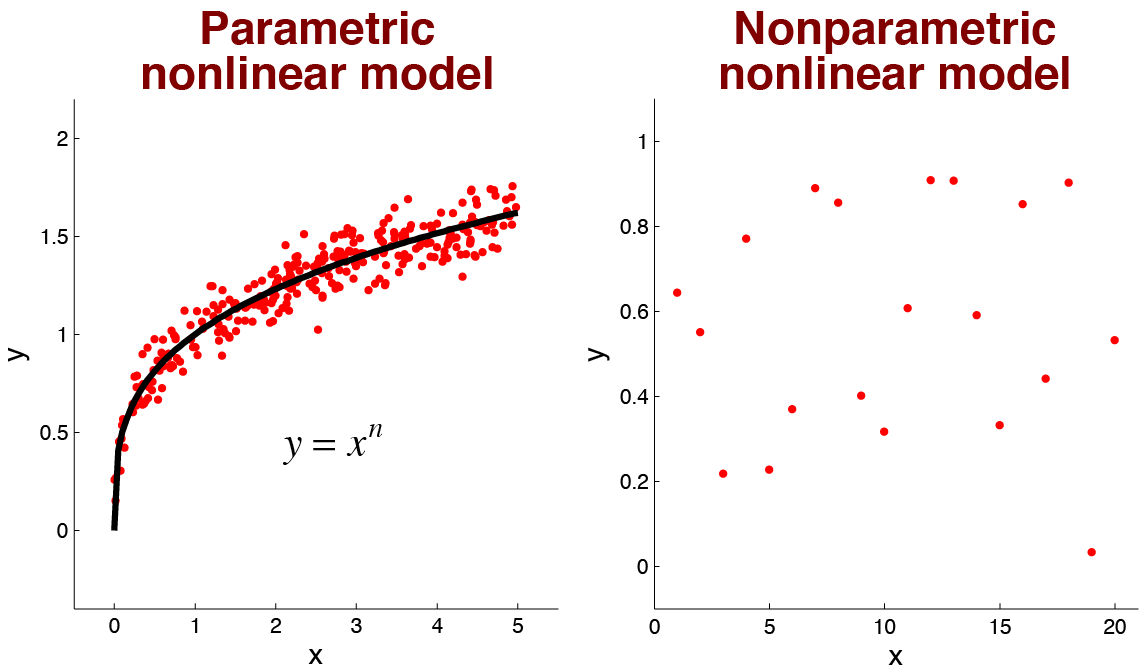 Parametric
nonlinear model
2
1.5
1
0.5
0
y
y = xⁿ
0 1 2 3 4 5
x
Nonparametric
nonlinear model
1
0.8
0.6
0.4
0.2
0
y
0 5 10 15 20
x